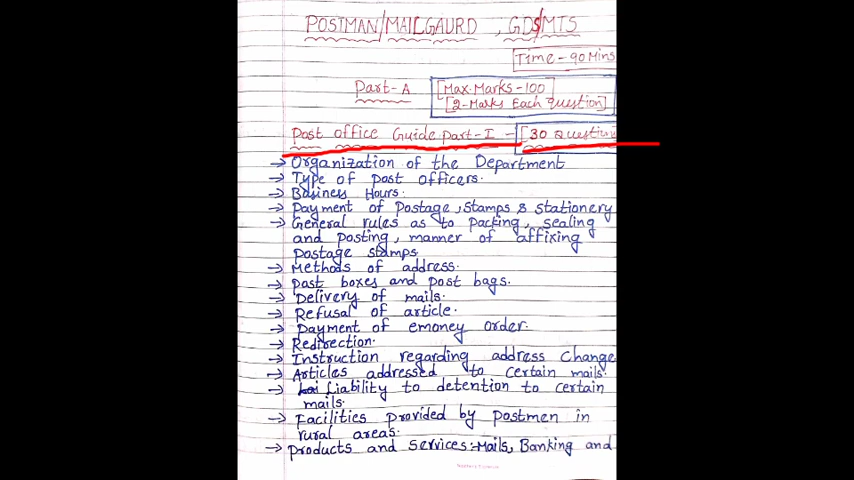 POSTMAN/MAILGAURD, GDS/MTS
Time - 90 Mins
Part-A
[Max.Marks-100
[2-Marks Each question]
Post office Guide part-I - [30 Question
→ Organization of the Department
→ Type of post officers.
→ Business Hours.
→ Payment of Postage, Stamps & stationery
→ General rules as to packing, sealing
and posting, manner of affixing
postage stamps
→ Methods of address.
→ past boxes and post bags.
→ Delivery of mails.
→ Refusal of article.
→ Payment of emoney order.
→ Redirection.
→ Instruction regarding address change
→ Articles addressed to certain mails.
→ Liability to detention to certain
mails.
→ Facilities provided by postmen in
rural areas.
→ products and services:-Mails, Banking and